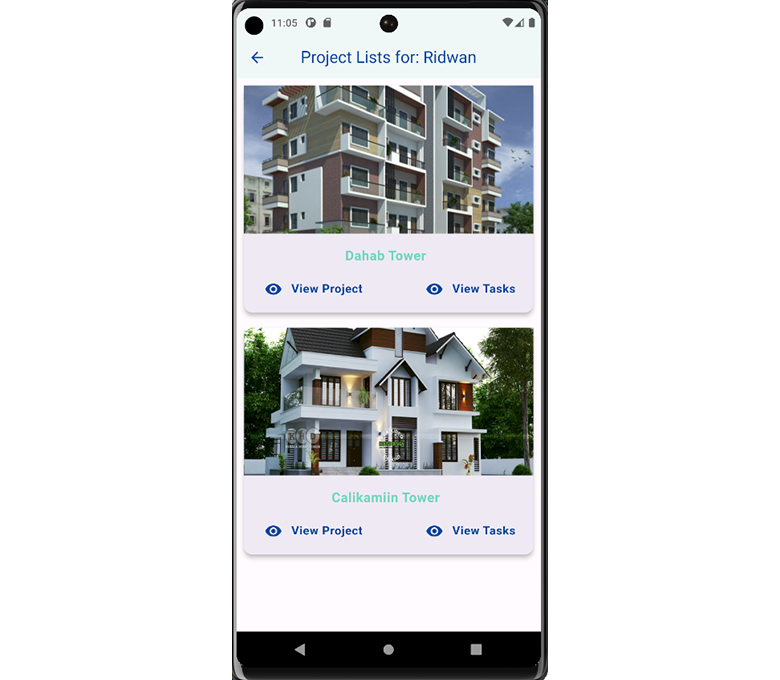 11:05
Project Lists for: Ridwan
Dahab Tower
View Project View Tasks
Calikamiin Tower
View Project View Tasks